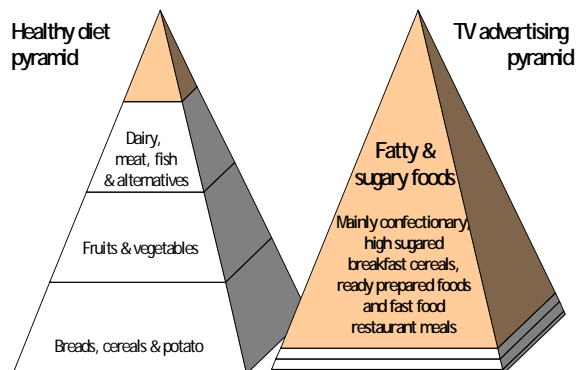 Healthy diet
pyramid
Dairy,
meat, fish
& alternatives
Fruits & vegetables
Breads, cereals & potato
TV advertising
pyramid
Fatty &
sugary foods
Mainly confectionary,
high sugared
breakfast cereals,
ready prepared foods
and fast food
restaurant meals